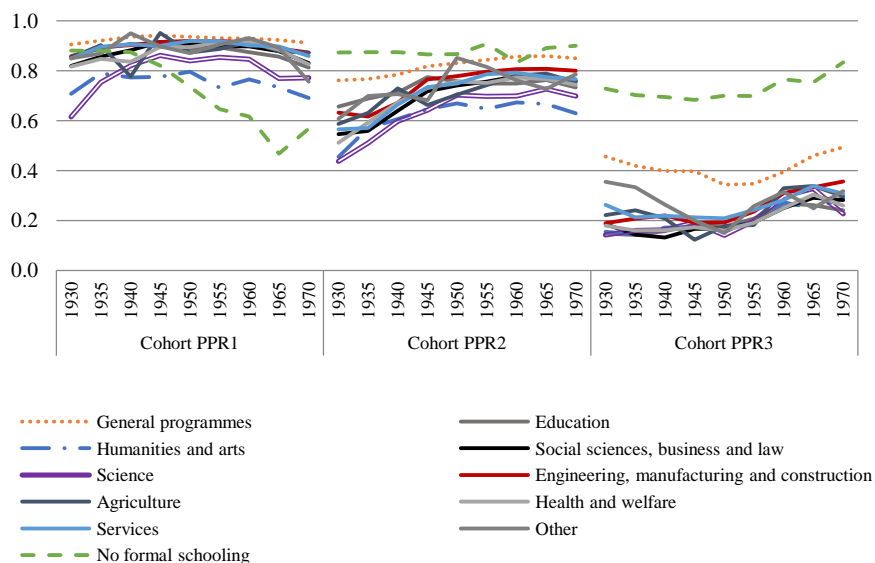 1.0
0.8
0.6
0.4
0.2
0.0
1930 1935 1940 1945 1950 1955 1960 1965 1970 1930 1935 1940 1945 1950 1955 1960 1965 1970 1930 1935 1940 1945 1950 1955 1960 1965 1970
Cohort PPR1 Cohort PPR2 Cohort PPR3
General programmes Education
Humanities and arts Social sciences, business and law
Science Engineering, manufacturing and construction
Agriculture Health and welfare
Services Other
No formal schooling